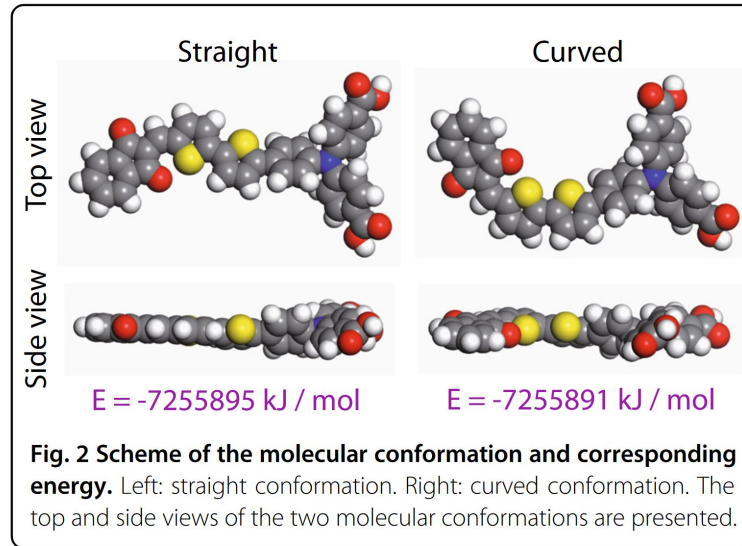 Straight Curved
Top view
Side view
E = -7255895 kJ / mol E = -7255891 kJ / mol
Fig. 2 Scheme of the molecular conformation and corresponding
energy. Left: straight conformation. Right: curved conformation. The
top and side views of the two molecular conformations are presented.